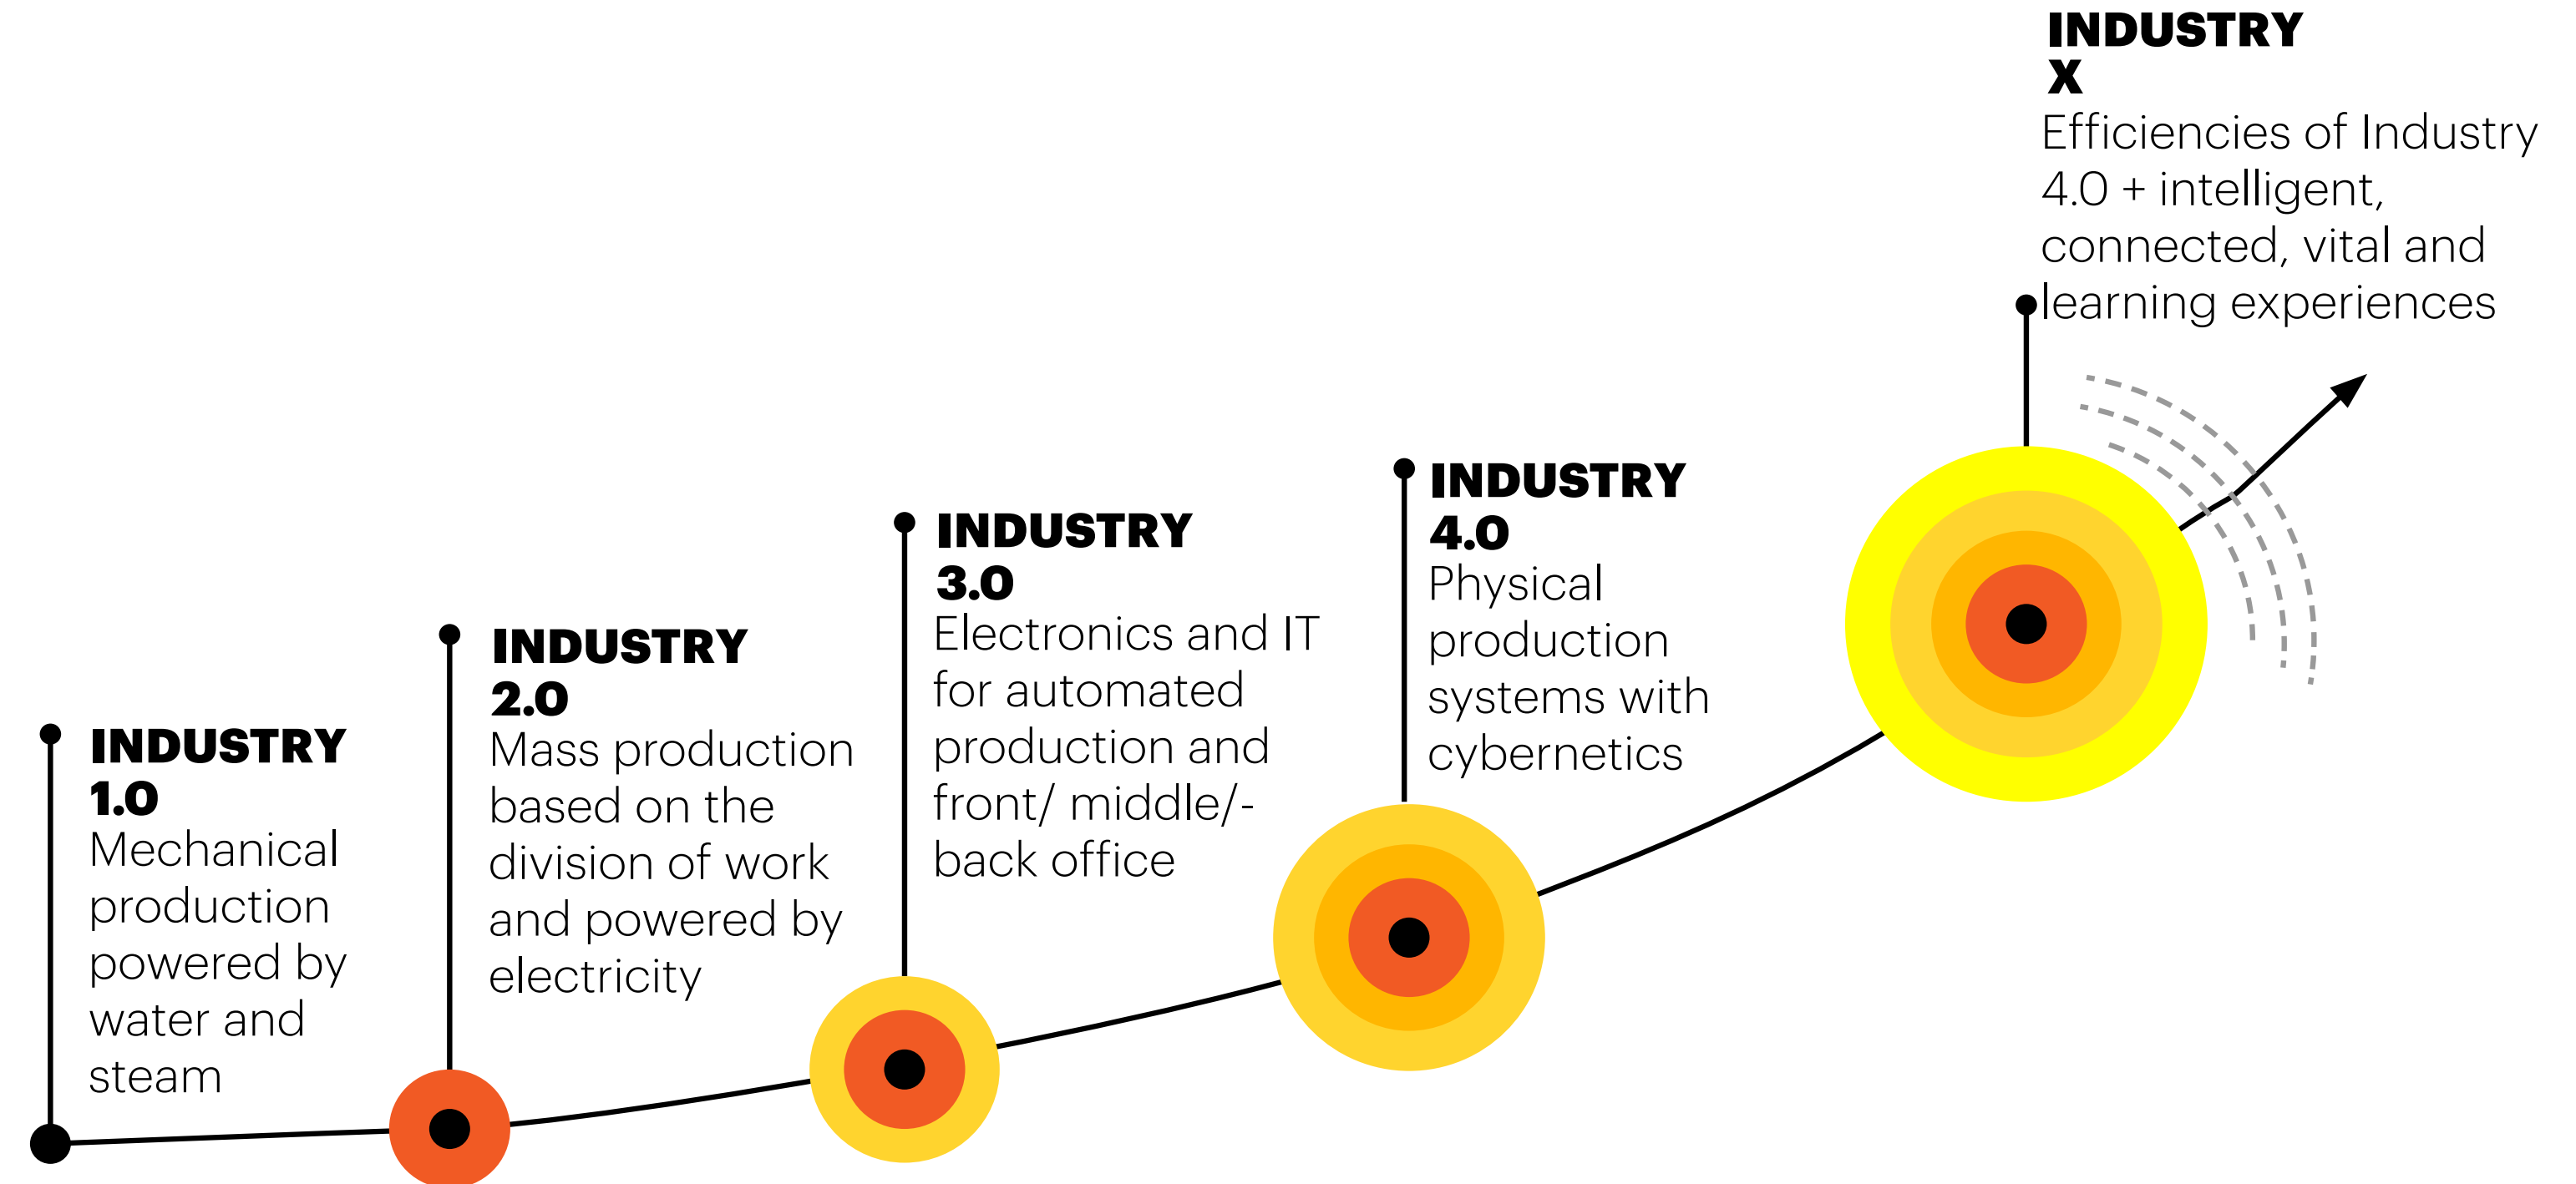 INDUSTRY
1.0
Mechanical
production
powered by
water and
steam
INDUSTRY
2.0
Mass production
based on the
division of work
and powered by
electricity
INDUSTRY
3.0
Electronics and IT
for automated
production and
front/ middle/-
back office
INDUSTRY
4.0
Physical
production
systems with
cybernetics
INDUSTRY
X
Efficiencies of Industry
4.0 + intelligent,
connected, vital and
learning experiences